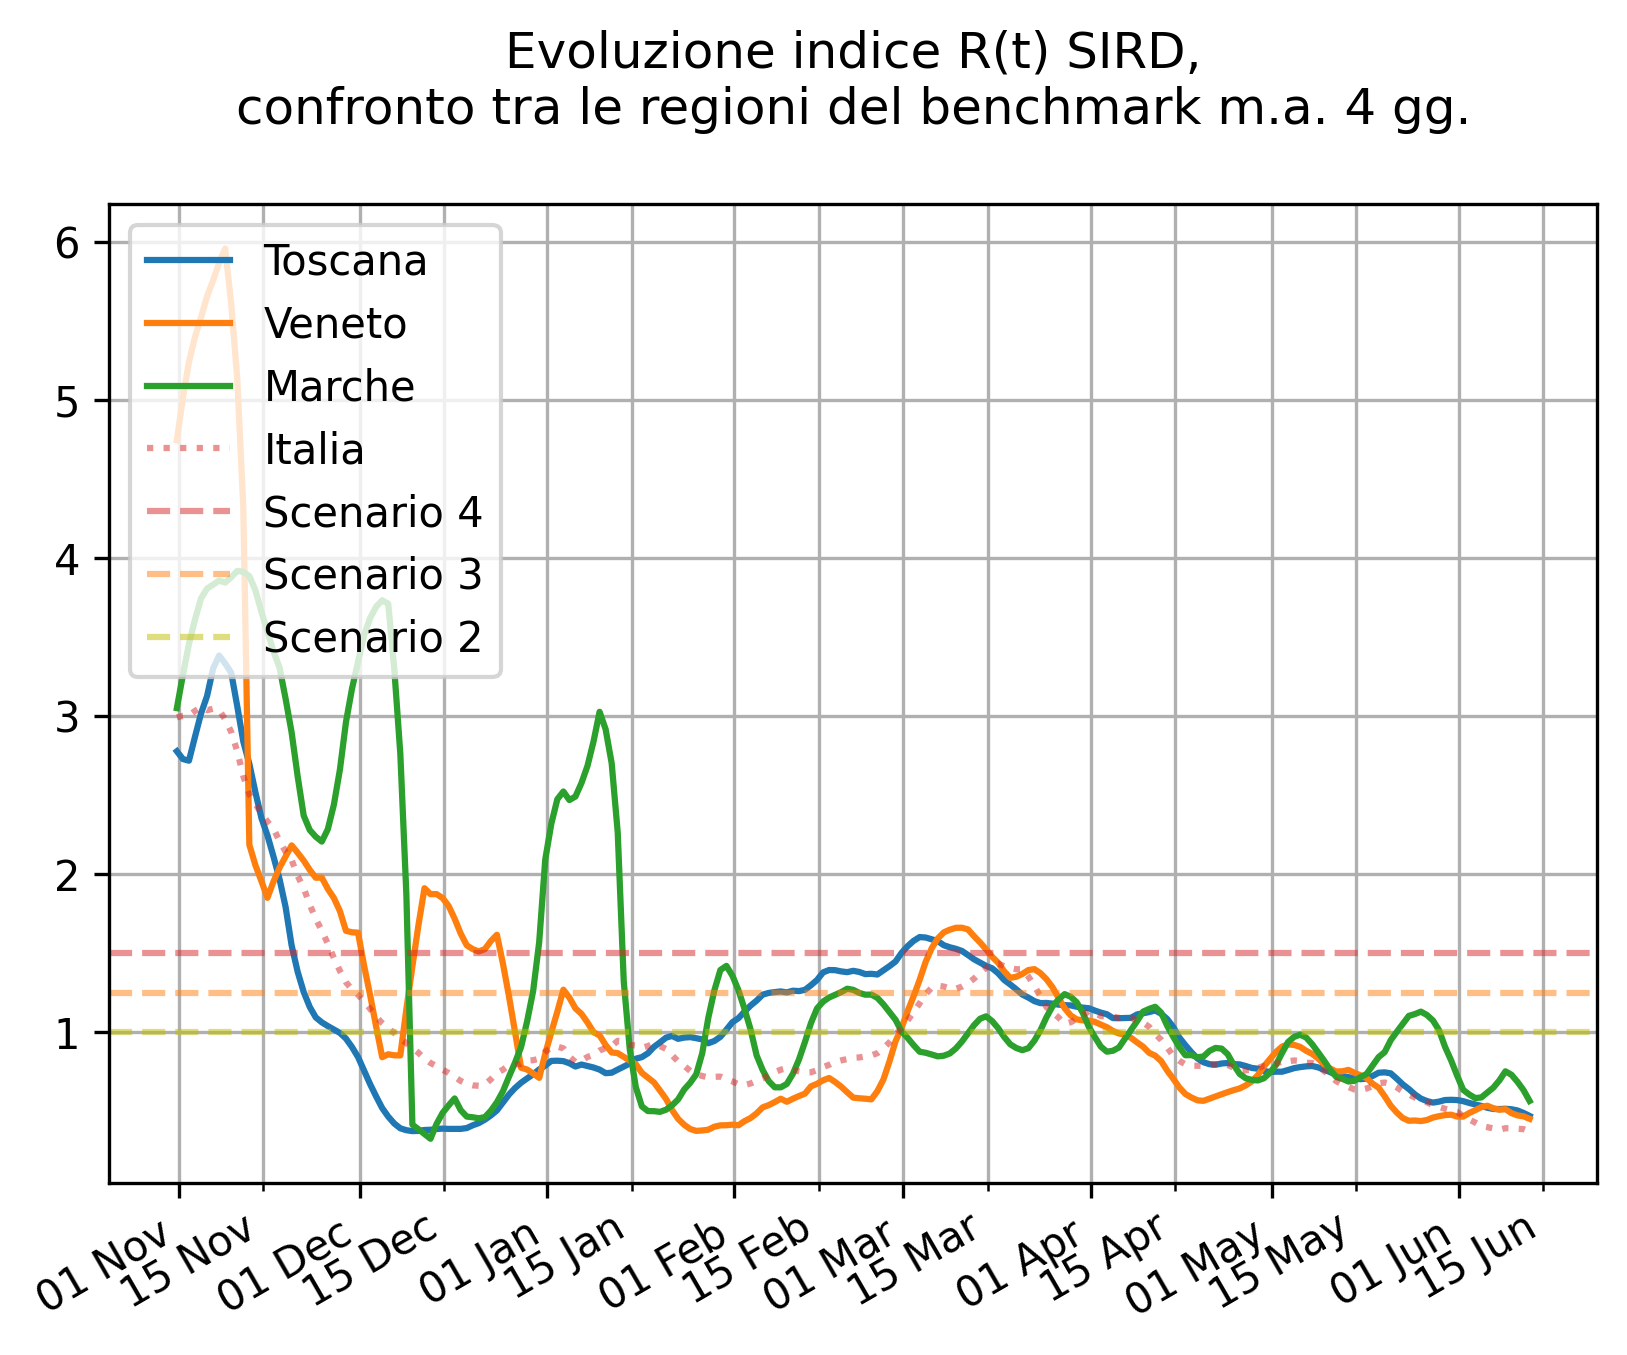 Evoluzione indice R(t) SIRD,
confronto tra le regioni del benchmark m.a. 4 gg.
Toscana
Veneto
Marche
Italia
Scenario 4
Scenario 3
Scenario 2
6
5
4
3
2
1
01 Nov
15 Nov
01 Dec
15 Dec
01 Jan
15 Jan
01 Feb
15 Feb
01 Mar
15 Mar
01 Apr
15 Apr
01 May
15 May
01 Jun
15 Jun